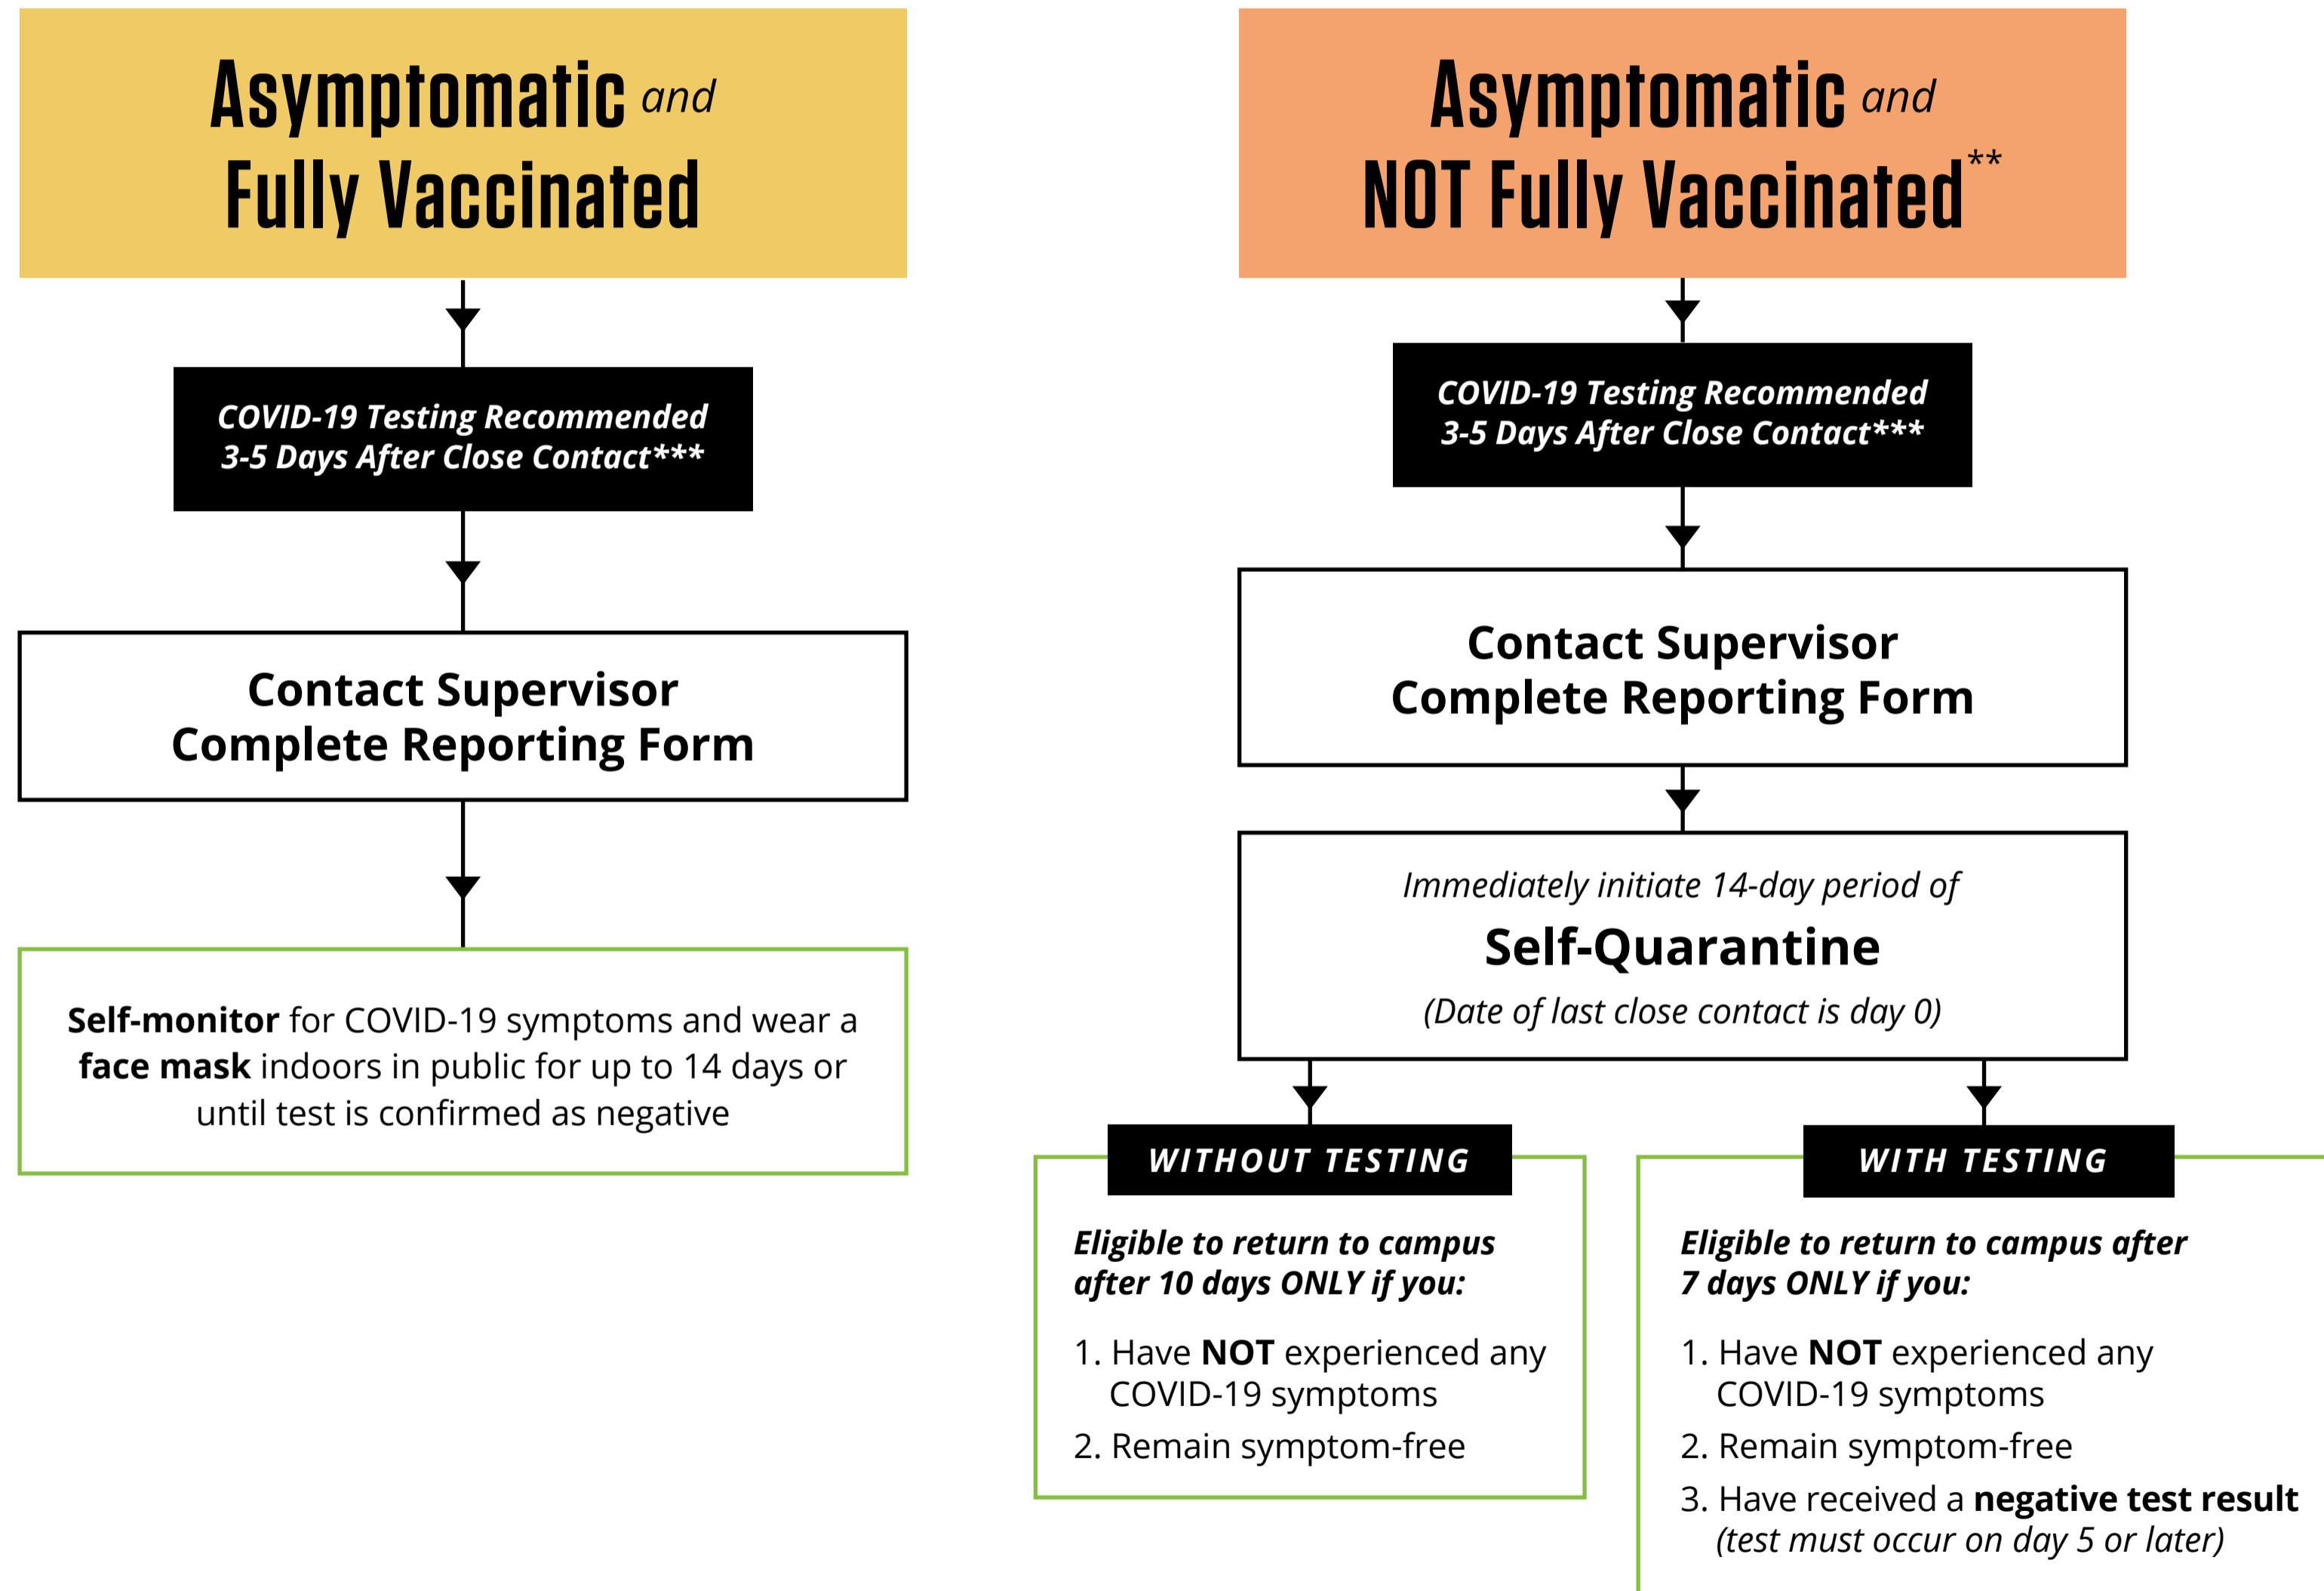 Asymptomatic and
Fully Vaccinated
COVID-19 Testing Recommended
3-5 Days After Close Contact***
Contact Supervisor
Complete Reporting Form
Self-monitor for COVID-19 symptoms and wear a
face mask indoors in public for up to 14 days or
until test is confirmed as negative
Asymptomatic and
NOT Fully Vaccinated**
COVID-19 Testing Recommended
3-5 Days After Close Contact***
Contact Supervisor
Complete Reporting Form
Immediately initiate 14-day period of
Self-Quarantine
(Date of last close contact is day 0)
WITHOUT TESTING
Eligible to return to campus
after 10 days ONLY if you:
1. Have NOT experienced any
COVID-19 symptoms
2. Remain symptom-free
WITH TESTING
Eligible to return to campus after
7 days ONLY if you:
1. Have NOT experienced any
COVID-19 symptoms
2. Remain symptom-free
3. Have received a negative test result
(test must occur on day 5 or later)